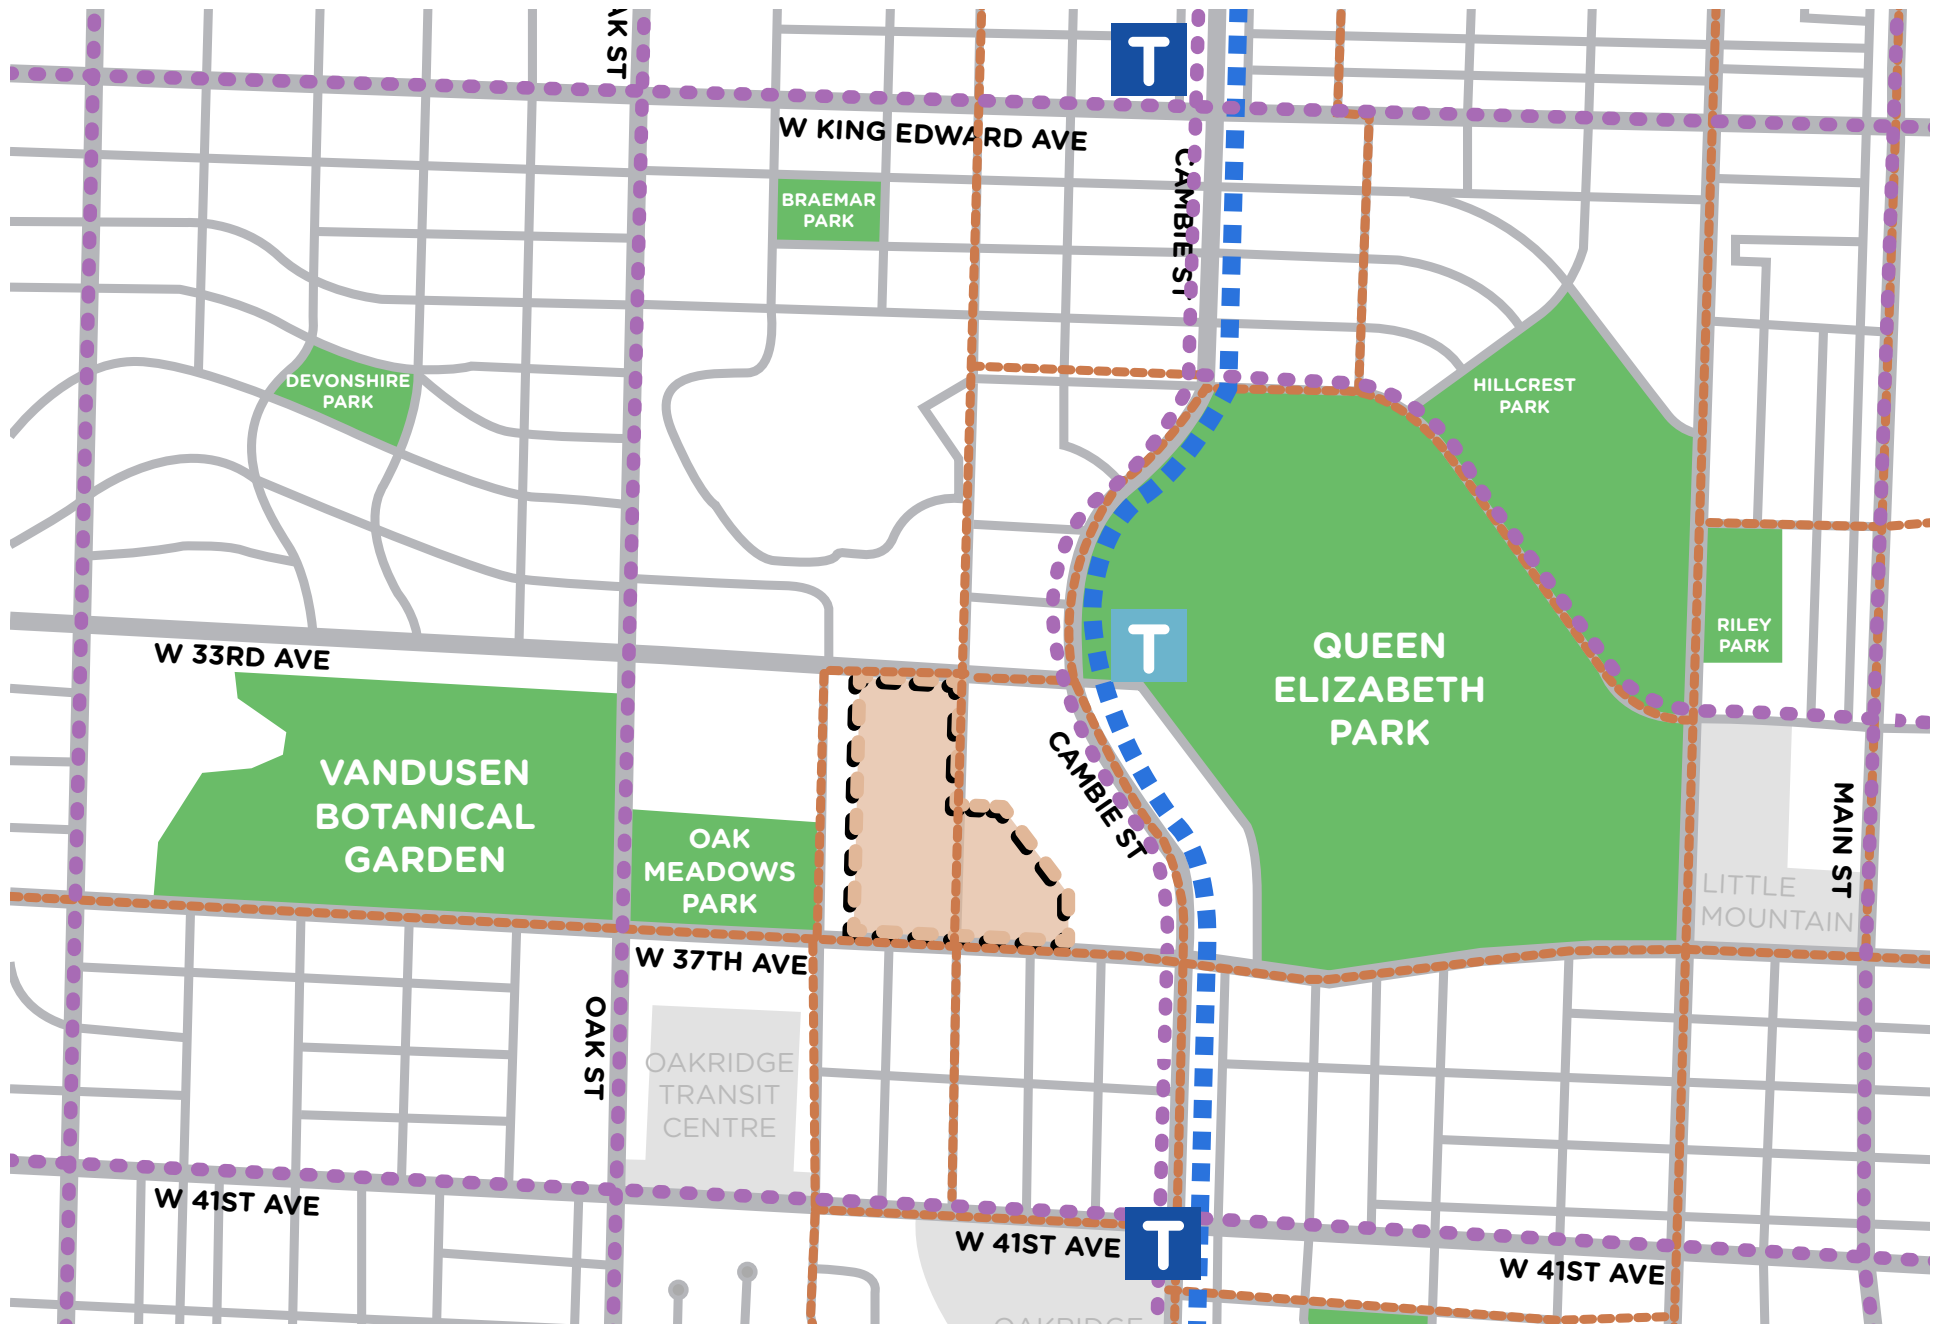 AK ST
T
W KING EDWARD AVE
CAMBIE ST
BRAEMAR
PARK
DEVONSHIRE
PARK
HILLCREST
PARK
W 33RD AVE
T
QUEEN
ELIZABETH
PARK
RILEY
PARK
VANDUSEN
BOTANICAL
GARDEN
OAK
MEADOWS
PARK
CAMBIE ST
MAIN ST
LITTLE
MOUNTAIN
W 37TH AVE
OAK ST
OAKRIDGE
TRANSIT
CENTRE
W 41ST AVE
W 41ST AVE
T
W 41ST AVE
OAKRIDGE